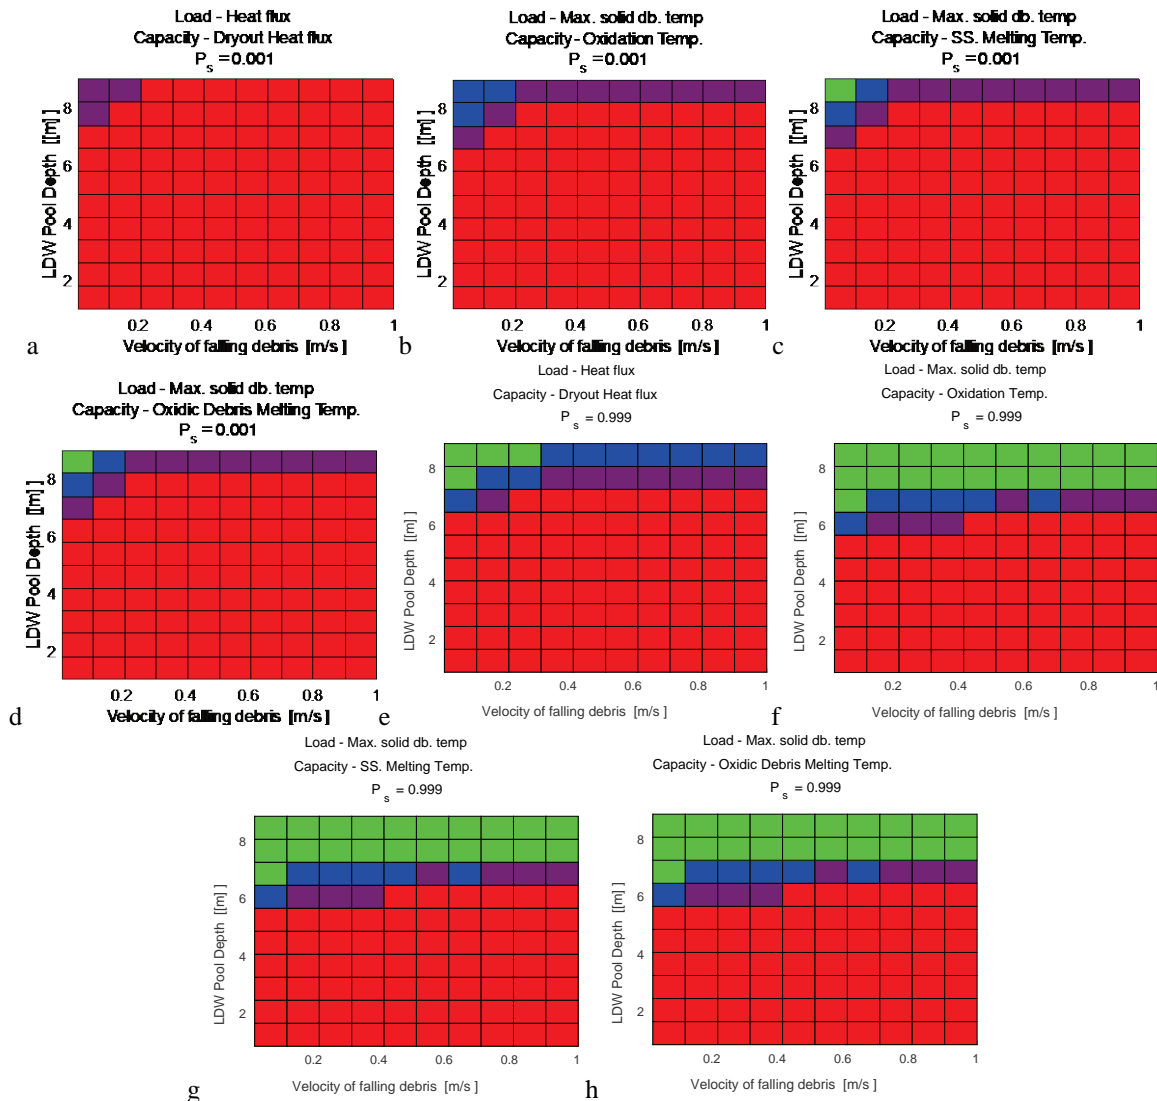 Load - Heat flux
Capacity - Dryout Heat flux
P s = 0.001
LDW Pool Depth [[m] ]
8
6
4
2
0.2 0.4 0.6 0.8 1
Velocity of falling debris [m/s ]
a
Load - Max. solid db. temp
Capacity - Oxidation Temp.
P s = 0.001
LDW Pool Depth [[m] ]
8
6
4
2
0.2 0.4 0.6 0.8 1
Velocity of falling debris [m/s ]
b
Load - Max. solid db. temp
Capacity - SS. Melting Temp.
P s = 0.001
LDW Pool Depth [[m] ]
8
6
4
2
0.2 0.4 0.6 0.8 1
Velocity of falling debris [m/s ]
c
Load - Max. solid db. temp
Capacity - Oxidic Debris Melting Temp.
P s = 0.001
LDW Pool Depth [[m] ]
8
6
4
2
0.2 0.4 0.6 0.8 1
Velocity of falling debris [m/s ]
d
Load - Heat flux
Capacity - Dryout Heat flux
P s = 0.999
LDW Pool Depth [[m] ]
8
6
4
2
0.2 0.4 0.6 0.8 1
Velocity of falling debris [m/s ]
e
Load - Max. solid db. temp
Capacity - Oxidation Temp.
P s = 0.999
LDW Pool Depth [[m] ]
8
6
4
2
0.2 0.4 0.6 0.8 1
Velocity of falling debris [m/s ]
f
Load - Max. solid db. temp
Capacity - SS. Melting Temp.
P s = 0.999
LDW Pool Depth [[m] ]
8
6
4
2
0.2 0.4 0.6 0.8 1
Velocity of falling debris [m/s ]
g
Load - Max. solid db. temp
Capacity - Oxidic Debris Melting Temp.
P s = 0.999
LDW Pool Depth [[m] ]
8
6
4
2
0.2 0.4 0.6 0.8 1
Velocity of falling debris [m/s ]
h